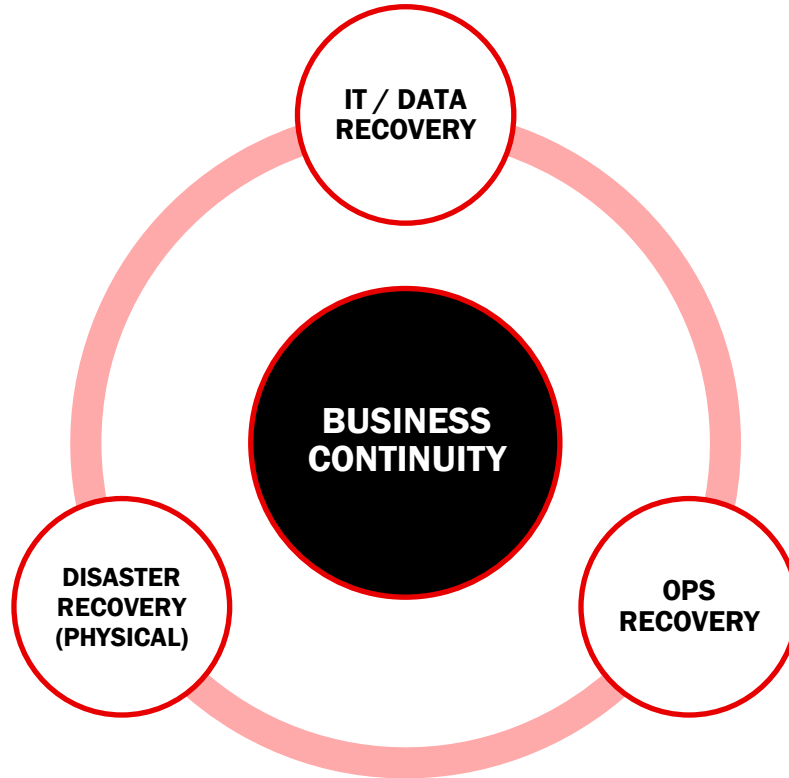 IT / DATA
RECOVERY
BUSINESS
CONTINUITY
DISASTER
RECOVERY
(PHYSICAL)
OPS
RECOVERY